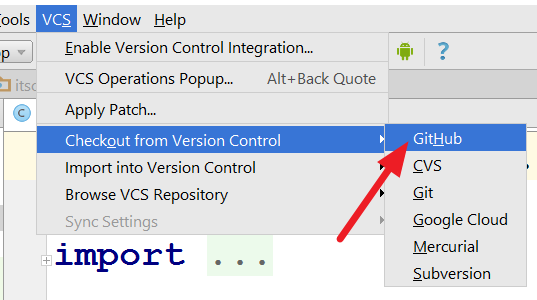 Tools VCS Window Help
Enable Version Control Integration...
VCS Operations Popup... Alt+Back Quote
Apply Patch...
Checkout from Version Control
Import into Version Control
Browse VCS Repository
Sync Settings
GitHub
CVS
Git
Google Cloud
Mercurial
Subversion
C
import ...